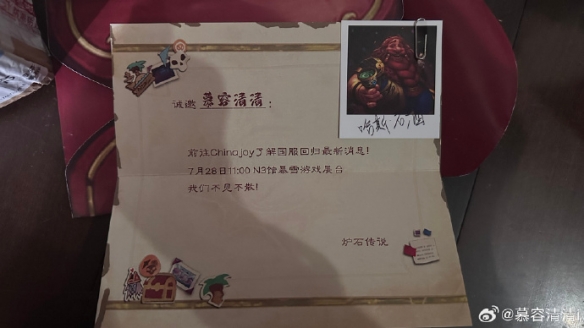 诚邀 慕容清清：
前往Chinajoy了解国服回归最新消息！
7月28日11:00 N3馆暴雪游戏展台
我们不见不散！
炉石传说
哈斯
@慕容清清i